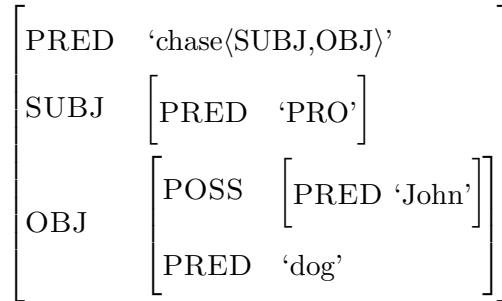 PRED ‘chase⟨SUBJ,OBJ⟩’
SUBJ [PRED ‘PRO’]
OBJ [POSS [PRED ‘John’]
PRED ‘dog’]